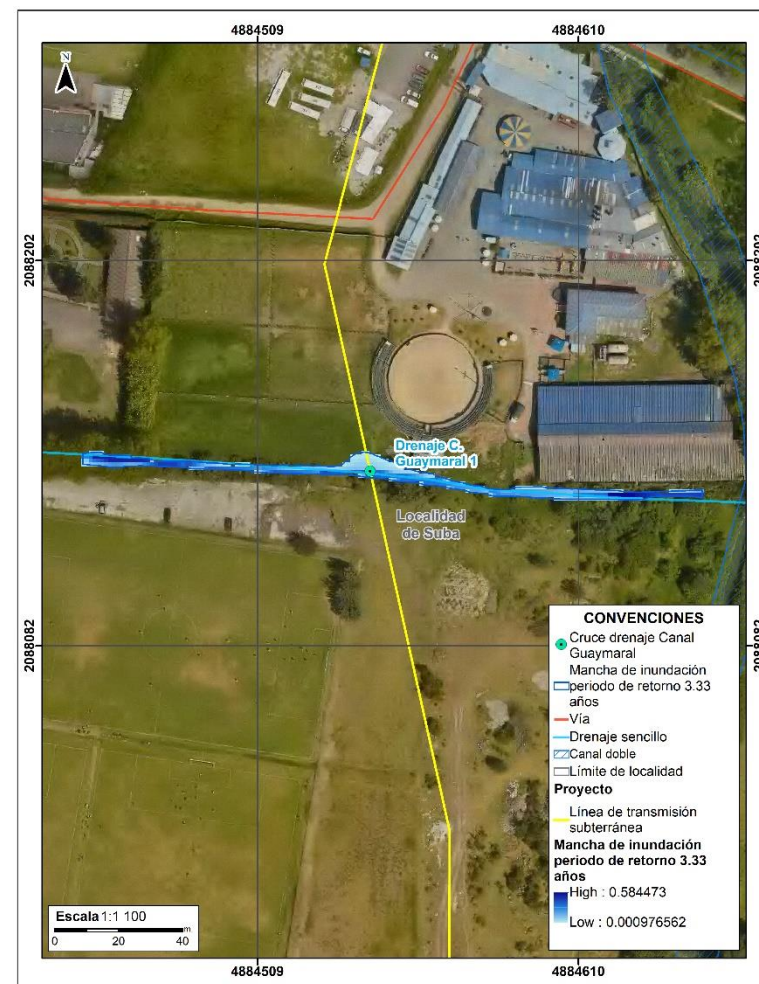 4884509
4884610
N
2088202
2088202
Drenaje C.
Guaymaral 1
Localidad
de Suba
2088082
2088082
CONVENCIONES
Cruce drenaje Canal
Guaymaral
Mancha de inundación
periodo de retorno 3.33
años
Vía
Drenaje sencillo
Canal doble
Límite de localidad
Proyecto
Línea de transmisión
subterránea
Mancha de inundación
periodo de retorno 3.33
años
High : 0.584473
Low : 0.000976562
Escala 1:1 100
m
0 20 40
4884509
4884610